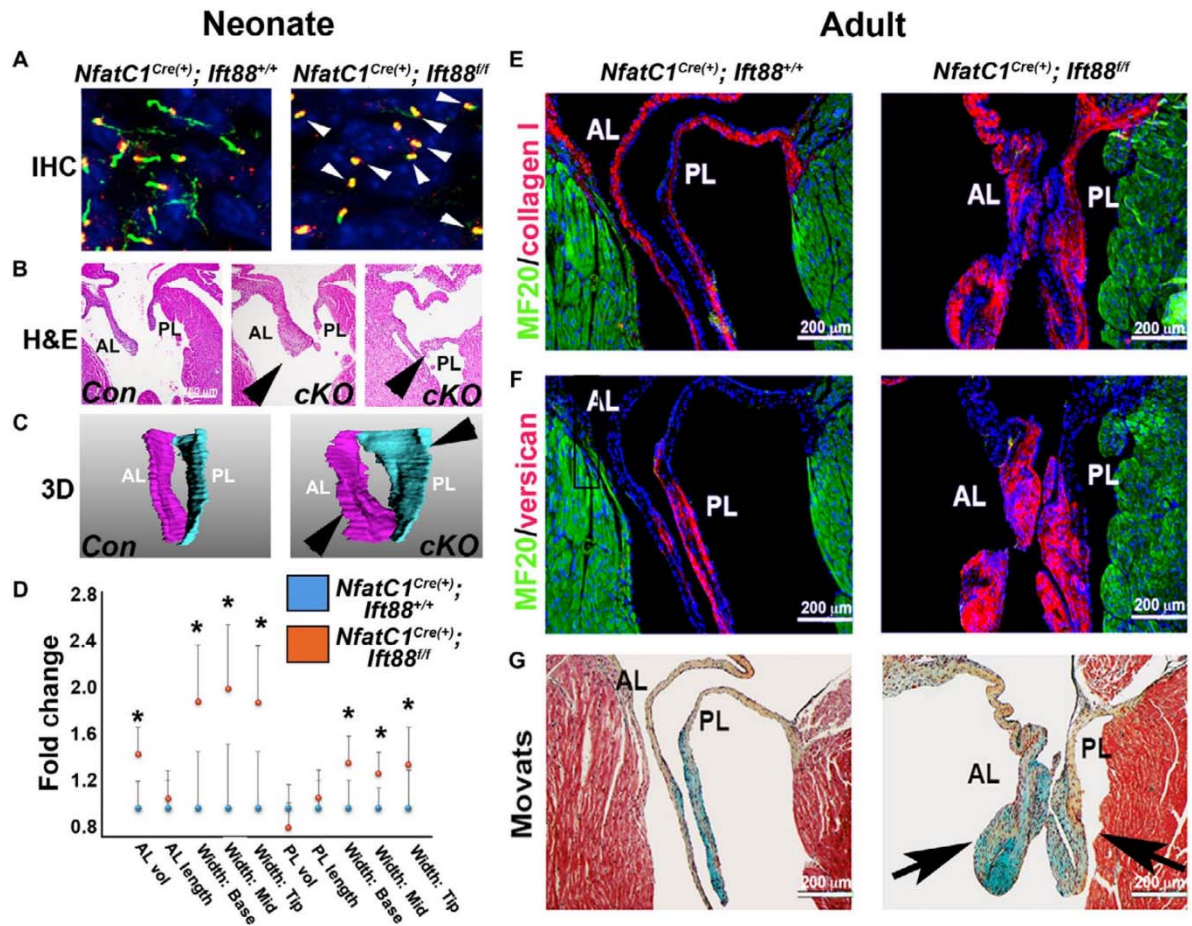 Neonate
A
NfatC1Cre(+); Ift88+/+
NfatC1Cre(+); Ift88f/f
IHC
B
H&E
AL
PL
Con
AL
PL
cKO
PL
cKO
C
3D
AL
PL
Con
AL
PL
cKO
D
NfatC1Cre(+);
Ift88+/+
NfatC1Cre(+);
Ift88f/f
Fold change
2.8
2.4
2.0
1.6
1.2
0.8
AL vol
AL length
Width: Base
Width: Mid
Width: Tip
PL vol
PL length
Width: Base
Width: Mid
Width: Tip
* * * * * * *
Adult
E
NfatC1Cre(+); Ift88+/+
NfatC1Cre(+); Ift88f/f
MF20/collagen I
AL
PL
200 µm
AL
PL
200 µm
F
MF20/versican
AL
PL
200 µm
AL
PL
200 µm
G
Movats
AL
PL
200 µm
AL
PL
200 µm